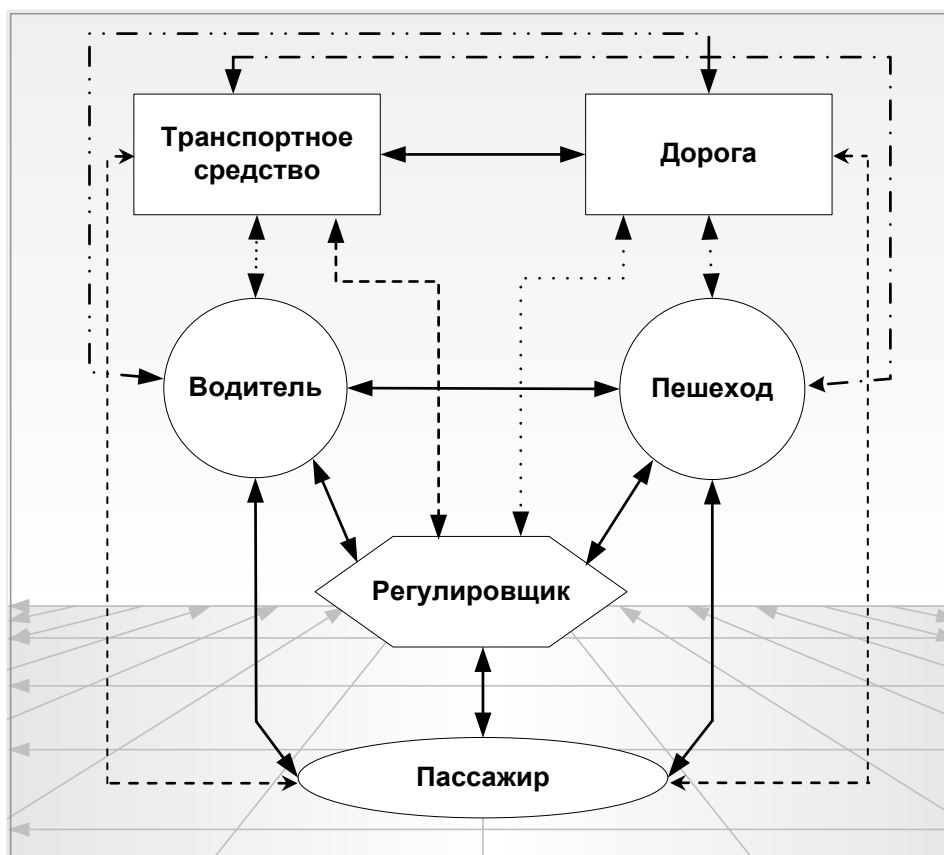 Транспортное
средство
Дорога
Водитель
Пешеход
Регулировщик
Пассажир